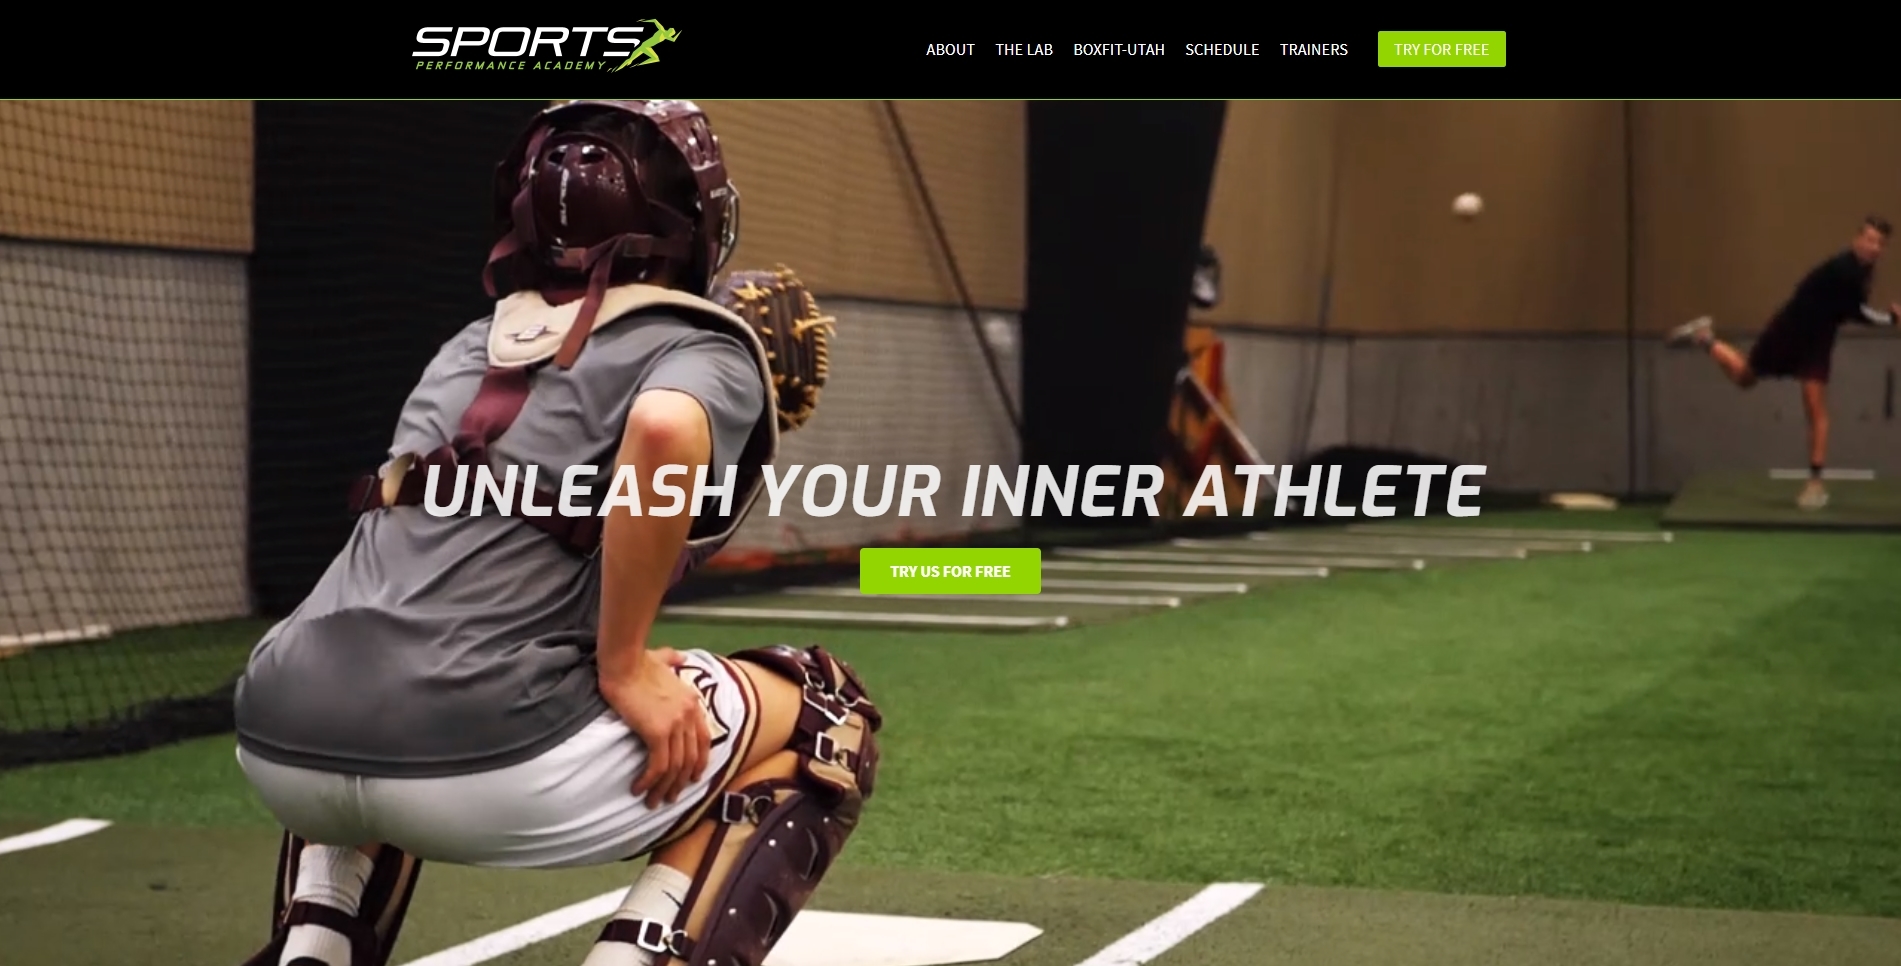 SPORTS
PERFORMANCE ACADEMY
ABOUT THE LAB BOXFIT-UTAH SCHEDULE TRAINERS TRY FOR FREE
UNLEASH YOUR INNER ATHLETE
TRY US FOR FREE